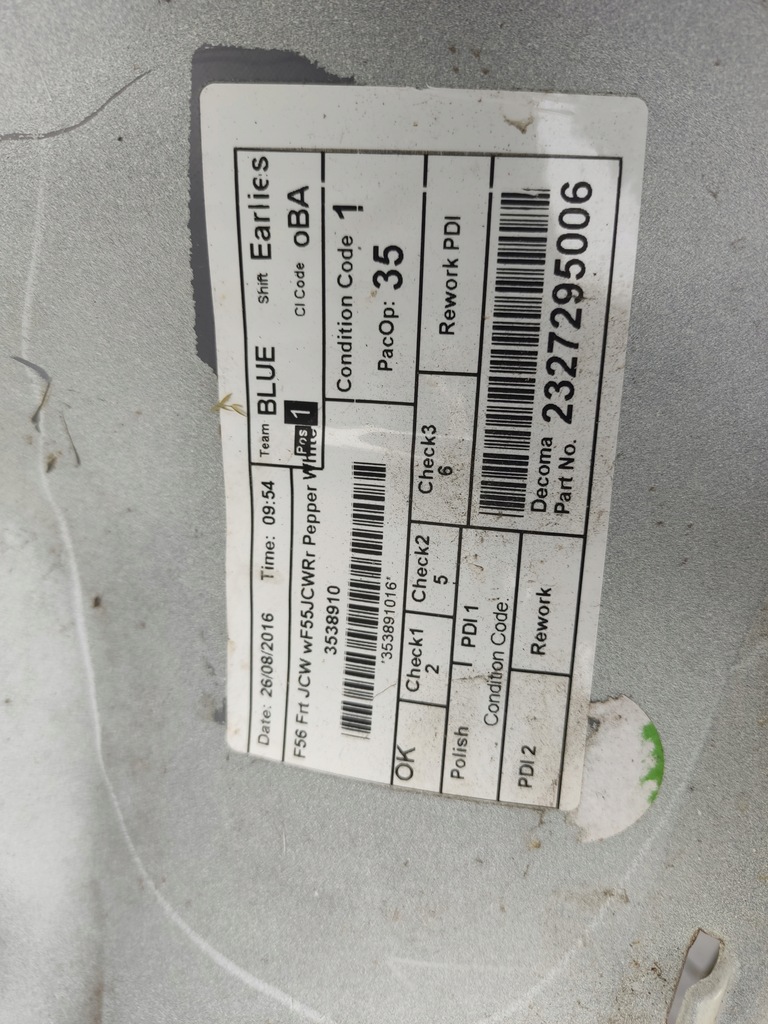 Date: 26/08/2016 Time: 09:54 Team BLUE Shift Earlies
F56 Frt JCW wF55JCWRr Pepper White Pos 1 CI Code oBA
3538910
*353891016*
Condition Code 1
PacOp: 35
OK Check1 2 Check2 5 Check3 6 Rework PDI
Polish PDI 1
Condition Code:
PDI 2 Rework
Decoma
Part No. 2327295006